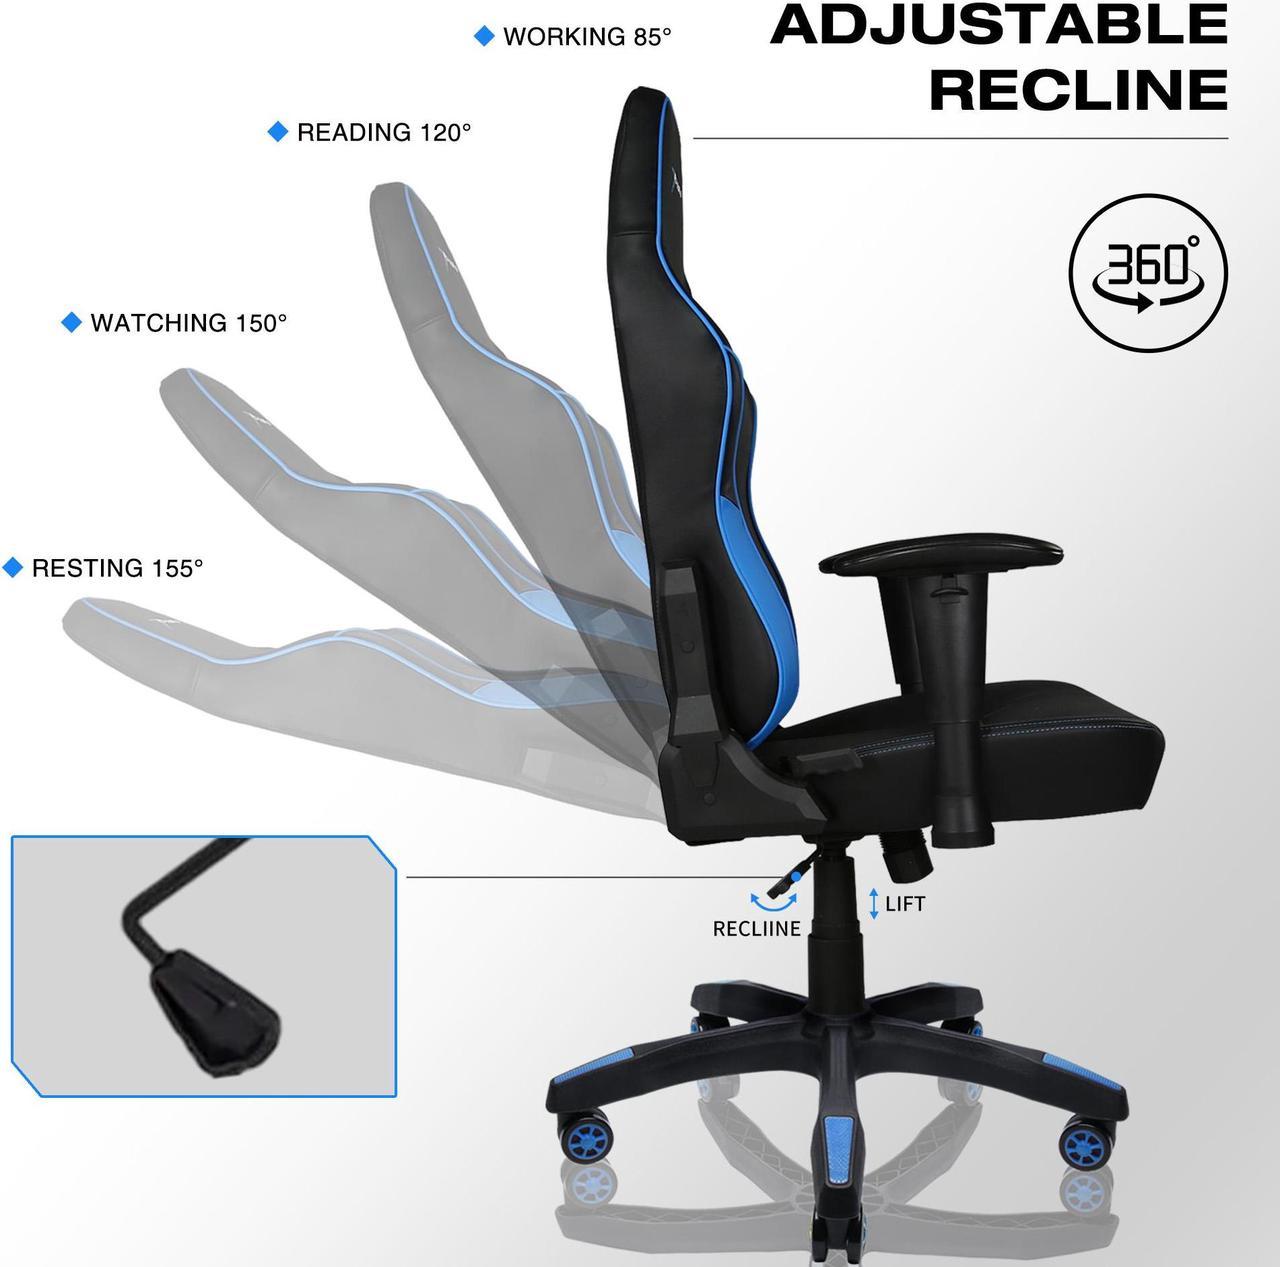 ADJUSTABLE
RECLINE
WORKING 85°
READING 120°
360°
WATCHING 150°
RESTING 155°
LIFT
RECLIINE